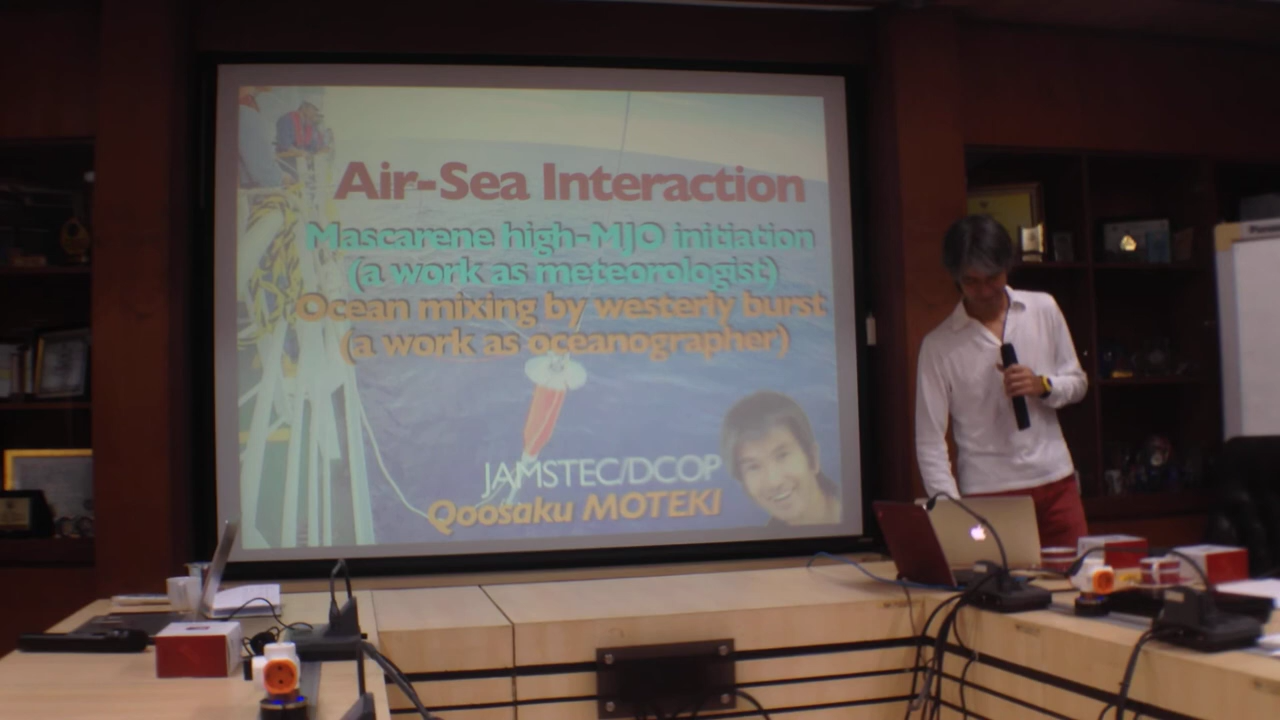 Air-Sea Interaction
Mascarene high-MJO initiation
(a work as meteorologist)
Ocean mixing by westerly burst
(a work as oceanographer)
JAMSTEC/DCOP
Qoosaku MOTEKI